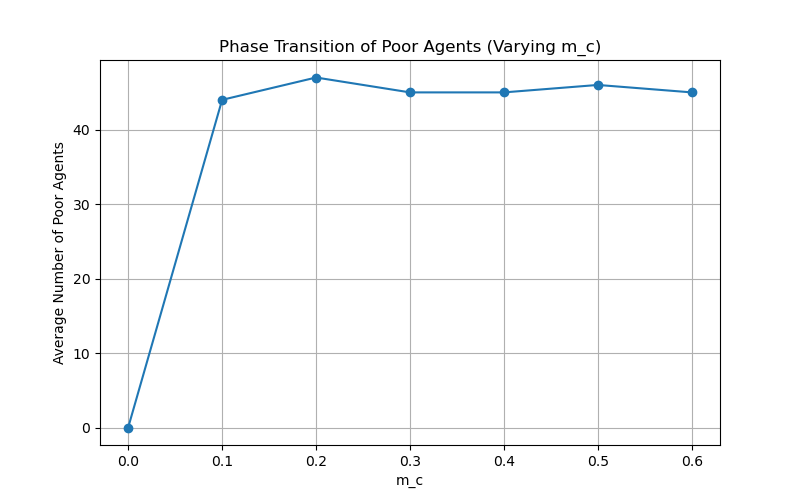 Phase Transition of Poor Agents (Varying m_c)
Average Number of Poor Agents
40
30
20
10
0
0.0 0.1 0.2 0.3 0.4 0.5 0.6
m_c